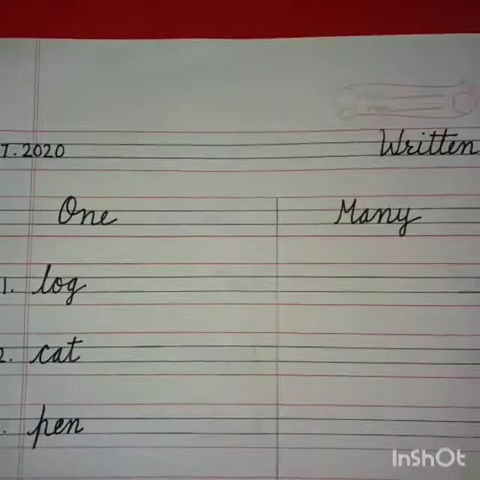 7.2020 Written
One Many
1. log
2. cat
. pen
InShOt